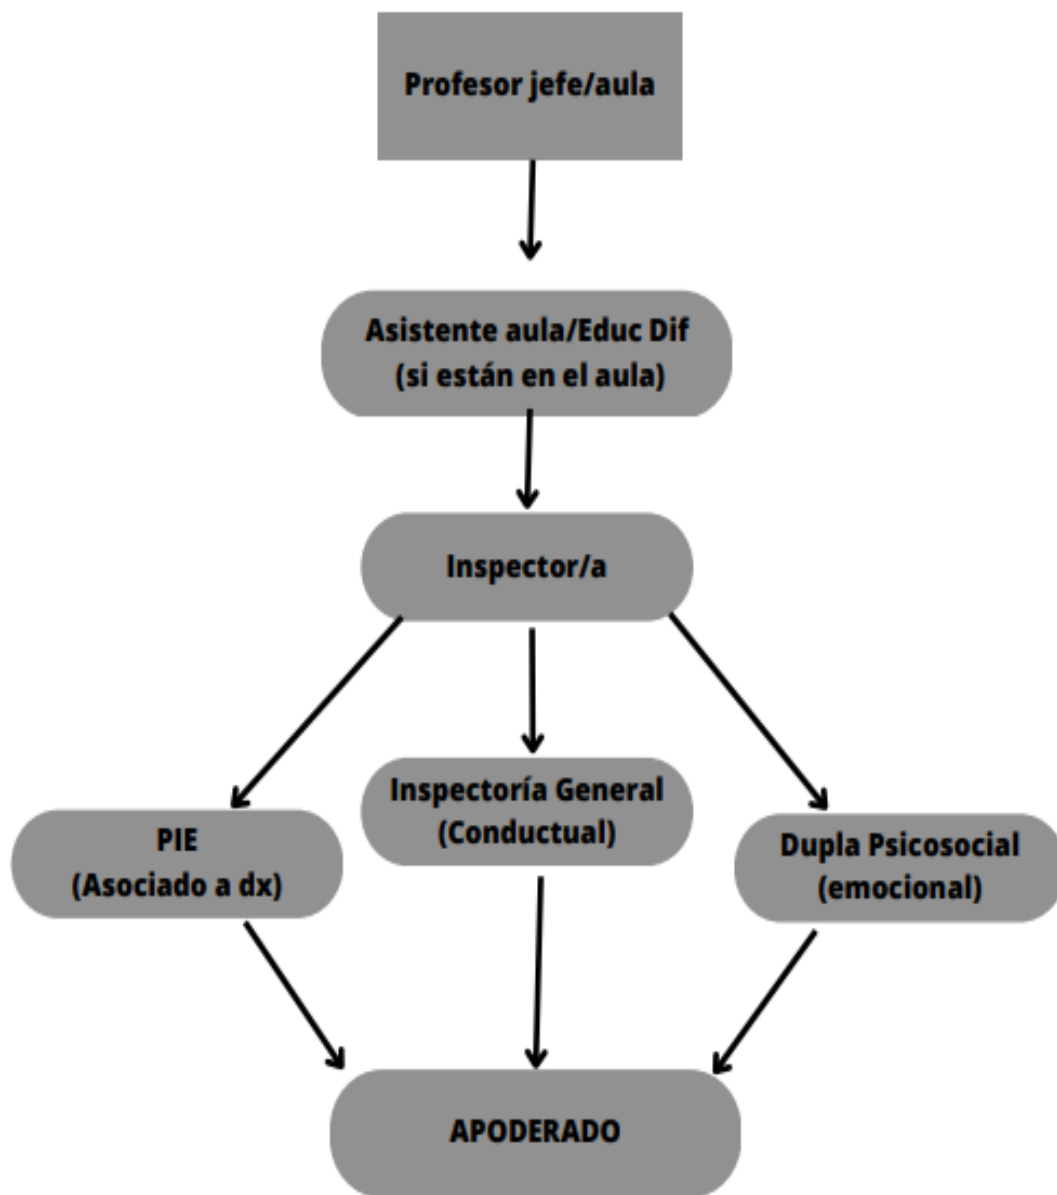 Profesor jefe/aula
Asistente aula/Educ Dif
(si están en el aula)
Inspector/a
PIE
(Asociado a dx)
Inspectoría General
(Conductual)
Dupla Psicosocial
(emocional)
APODERADO